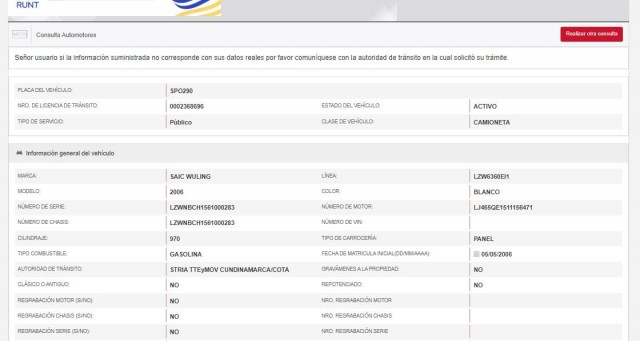 RUNT
Consulta Automotores
Realizar otra consulta
Señor usuario si la información suministrada no corresponde con sus datos reales por favor comuníquese con la autoridad de tránsito en la cual solicitó su trámite.
PLACA DEL VEHÍCULO: SPO290
NRO. DE LICENCIA DE TRÁNSITO: 0002368696 ESTADO DEL VEHÍCULO: ACTIVO
TIPO DE SERVICIO: Público CLASE DE VEHÍCULO: CAMIONETA
Información general del vehículo
MARCA: SAIC WULING LÍNEA: LZW6360EI1
MODELO: 2006 COLOR: BLANCO
NÚMERO DE SERIE: LZWNBCH1561000283 NÚMERO DE MOTOR: LJ465QE1511156471
NÚMERO DE CHASIS: LZWNBCH1561000283 NÚMERO DE VIN:
CILINDRAJE: 970 TIPO DE CARROCERÍA: PANEL
TIPO COMBUSTIBLE: GASOLINA FECHA DE MATRICULA INICIAL(DD/MM/AAAA): 05/05/2006
AUTORIDAD DE TRÁNSITO: STRIA TTEyMOV CUNDINAMARCA/COTA GRAVÁMENES A LA PROPIEDAD: NO
CLÁSICO O ANTIGUO: NO REPOTENCIADO: NO
REGRABACIÓN MOTOR (SI/NO): NO NRO. REGRABACIÓN MOTOR
REGRABACIÓN CHASIS (SI/NO): NO NRO. REGRABACIÓN CHASIS
REGRABACIÓN SERIE (SI/NO): NO NRO. REGRABACIÓN SERIE